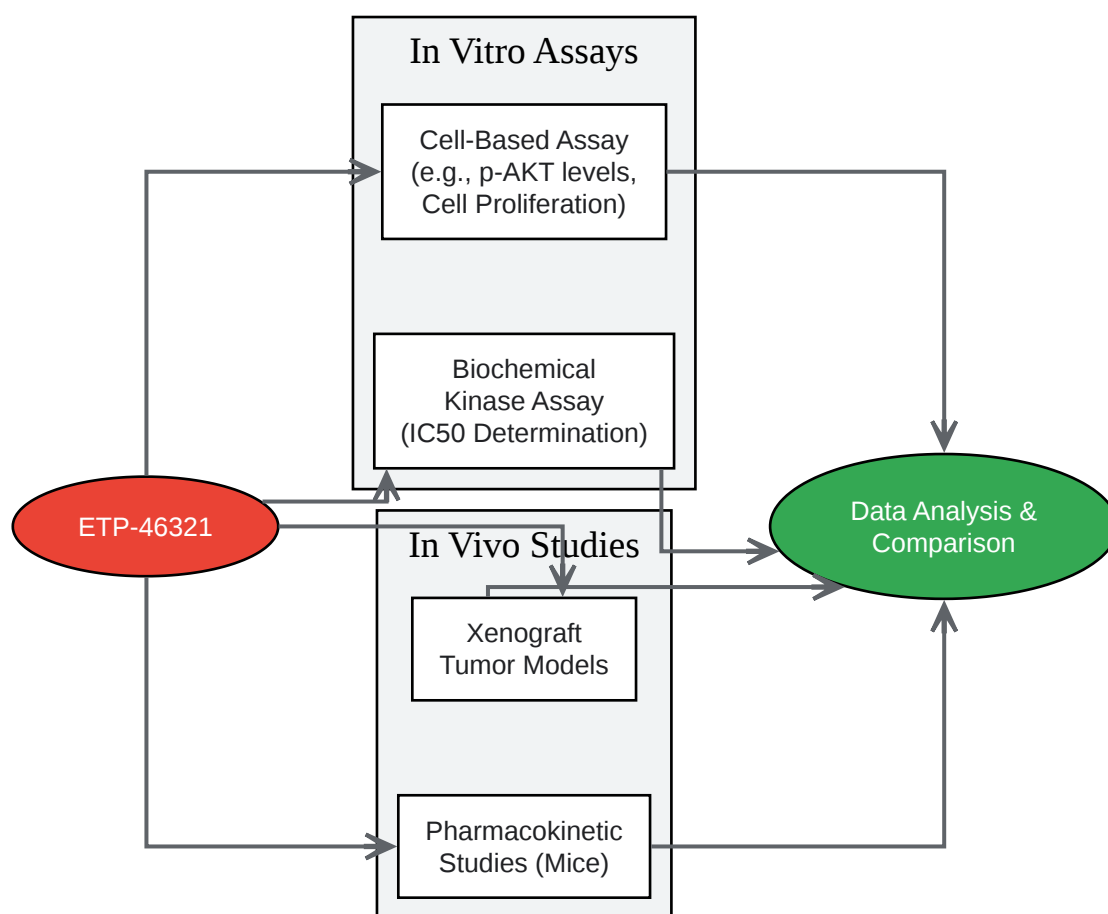 In Vitro Assays
Cell-Based Assay
(e.g., p-AKT levels,
Cell Proliferation)
Biochemical
Kinase Assay
(IC50 Determination)
ETP-46321
Data Analysis &
Comparison
In Vivo Studies
Xenograft
Tumor Models
Pharmacokinetic
Studies (Mice)